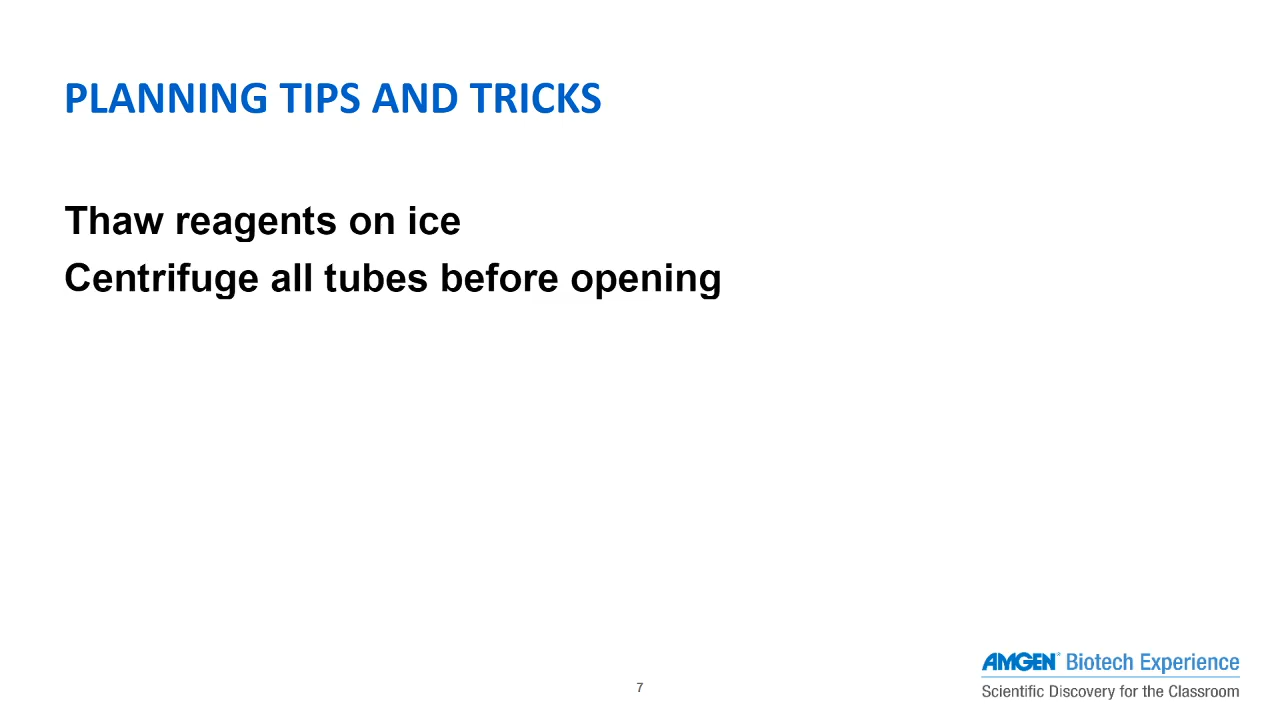 PLANNING TIPS AND TRICKS
Thaw reagents on ice
Centrifuge all tubes before opening
AMGEN® Biotech Experience
Scientific Discovery for the Classroom
7